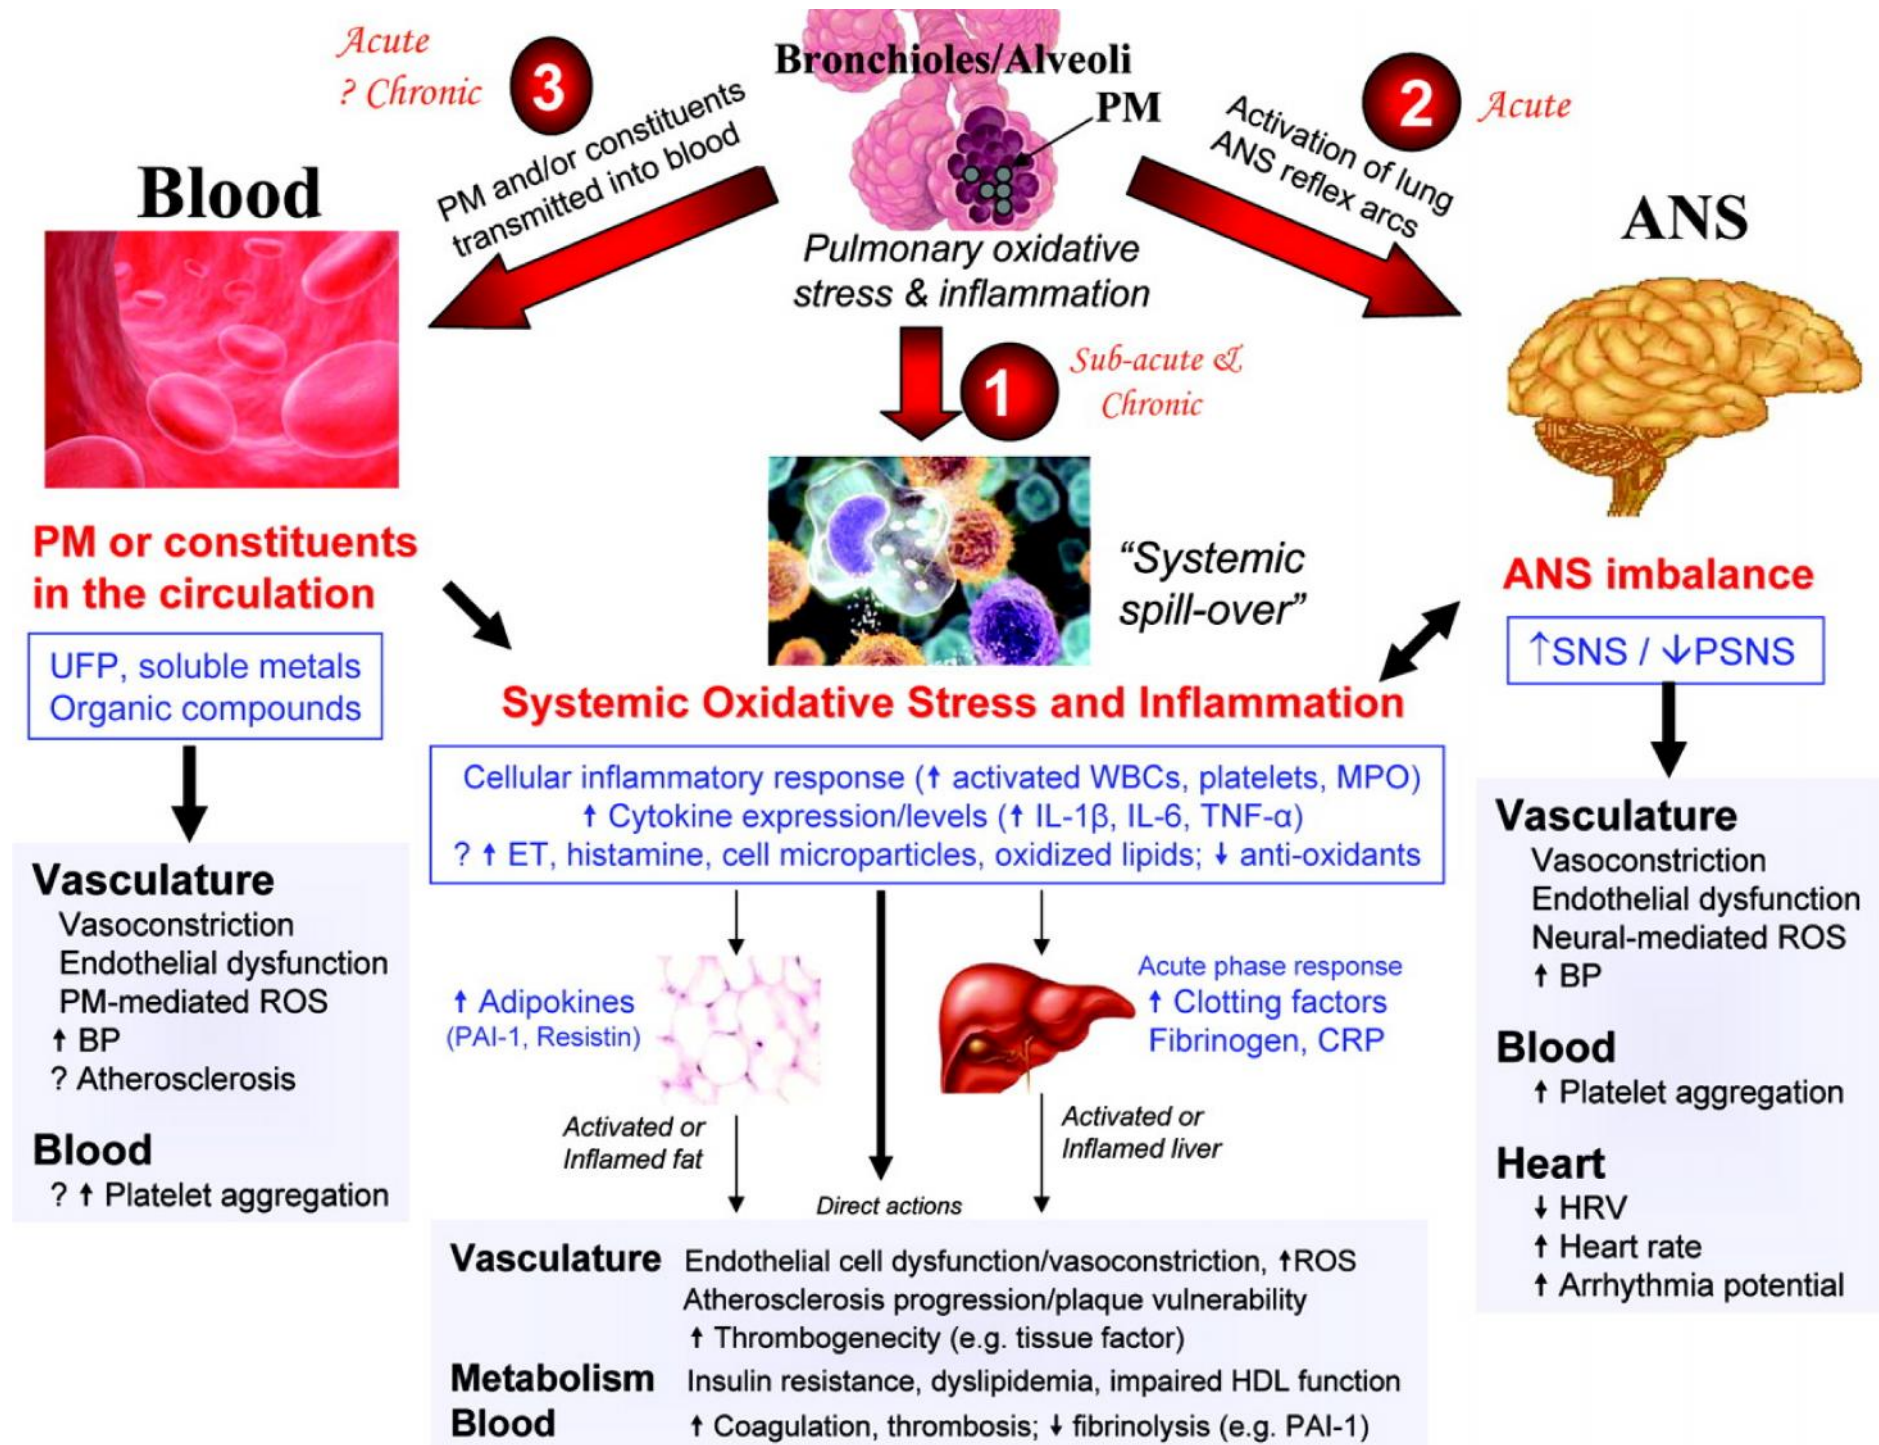 Acute
? Chronic
3
PM and/or constituents
transmitted into blood
Bronchioles/Alveoli
PM
2
Acute
Activation of lung
ANS reflex arcs
Blood
ANS
Pulmonary oxidative
stress & inflammation
1
Sub-acute &
Chronic
"Systemic
spill-over"
PM or constituents
in the circulation
UFP, soluble metals
Organic compounds
ANS imbalance
↑SNS / ↓PSNS
Systemic Oxidative Stress and Inflammation
Cellular inflammatory response (↑ activated WBCs, platelets, MPO)
↑ Cytokine expression/levels (↑ IL-1β, IL-6, TNF-α)
? ↑ ET, histamine, cell microparticles, oxidized lipids; ↓ anti-oxidants
Vasculature
Vasoconstriction
Endothelial dysfunction
PM-mediated ROS
↑ BP
? Atherosclerosis
Blood
? ↑ Platelet aggregation
↑ Adipokines
(PAI-1, Resistin)
Activated or
Inflamed fat
Direct actions
Acute phase response
↑ Clotting factors
Fibrinogen, CRP
Activated or
Inflamed liver
Vasculature
Vasoconstriction
Endothelial dysfunction
Neural-mediated ROS
↑ BP
Blood
↑ Platelet aggregation
Heart
↓ HRV
↑ Heart rate
↑ Arrhythmia potential
Vasculature Endothelial cell dysfunction/vasoconstriction, ↑ROS
Atherosclerosis progression/plaque vulnerability
↑ Thrombogenecity (e.g. tissue factor)
Metabolism Insulin resistance, dyslipidemia, impaired HDL function
Blood ↑ Coagulation, thrombosis; ↓ fibrinolysis (e.g. PAI-1)